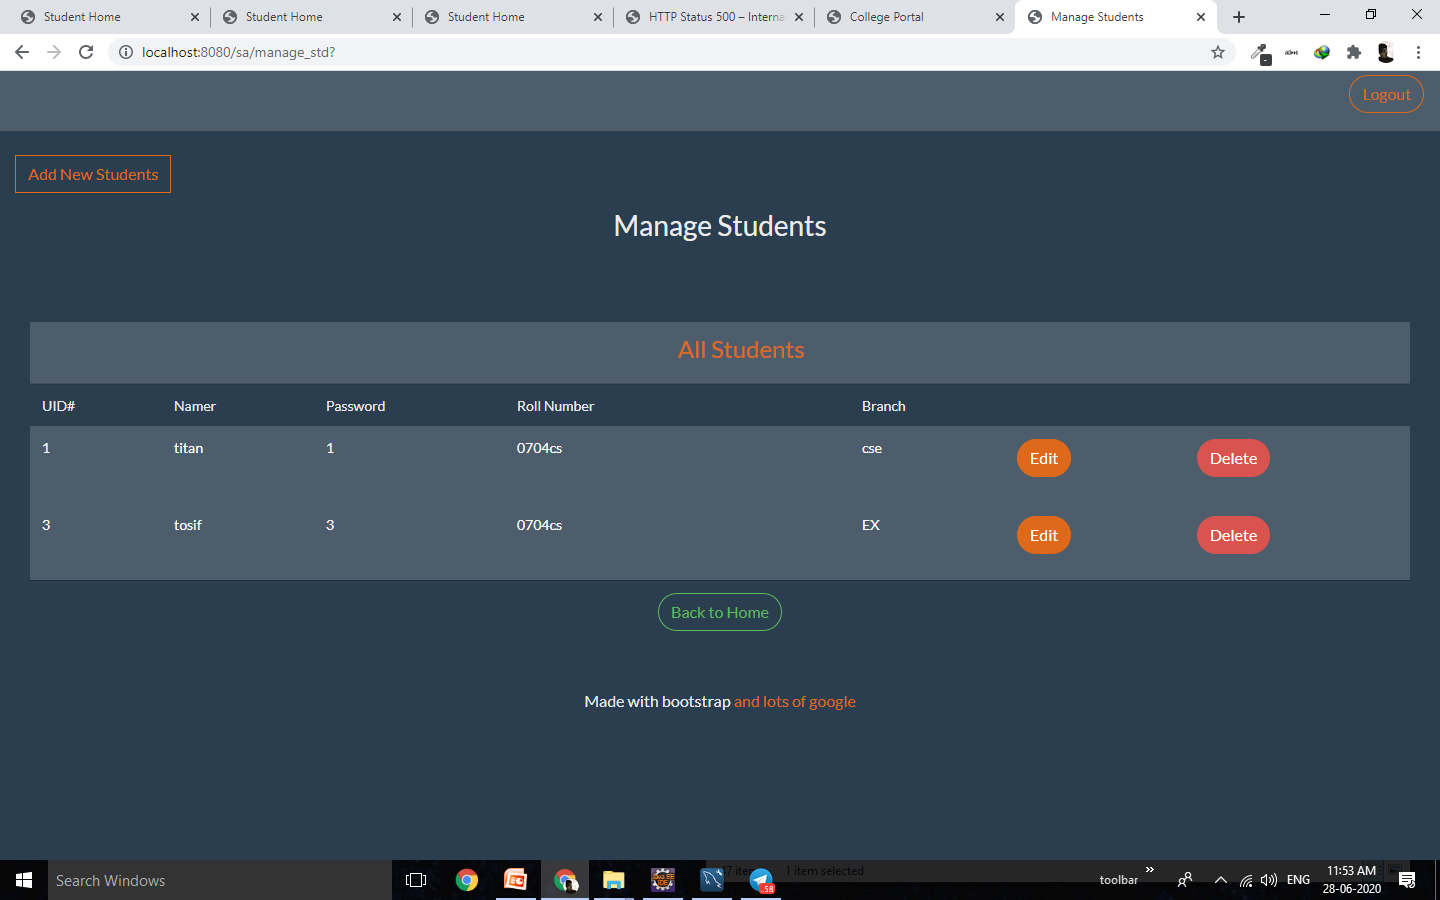 Student Home
Student Home
Student Home
HTTP Status 500 – Interna
College Portal
Manage Students
localhost:8080/sa/manage_std?
Logout
Add New Students
Manage Students
All Students
UID# Namer Password Roll Number Branch
1 titan 1 0704cs cse Edit Delete
3 tosif 3 0704cs EX Edit Delete
Back to Home
Made with bootstrap and lots of google
Search Windows
1 item selected
58
toolbar
ENG
11:53 AM
28-06-2020